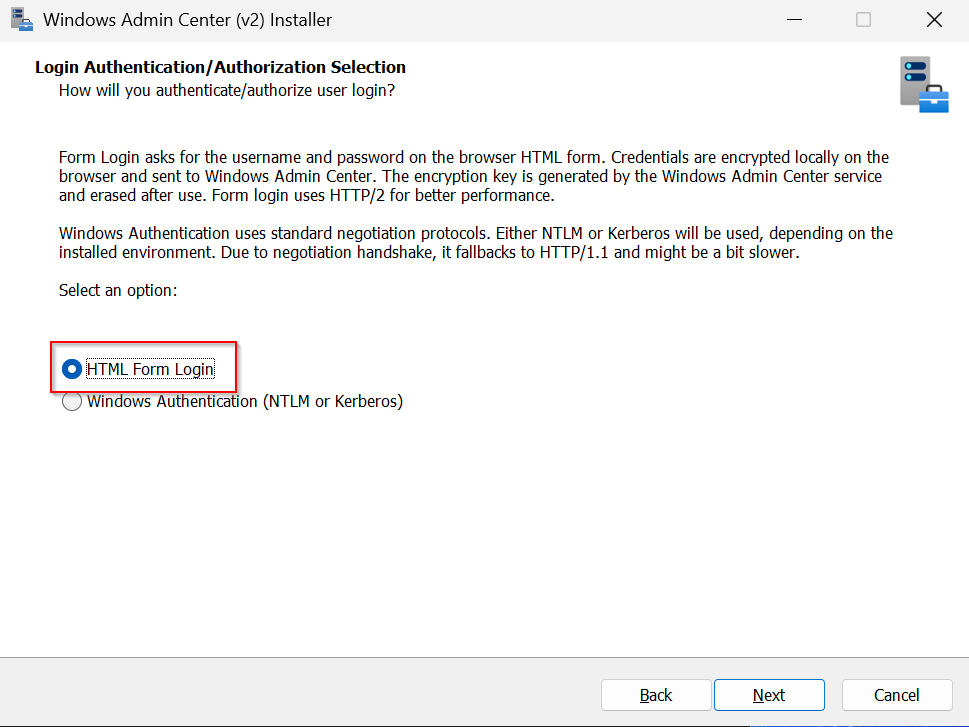 Windows Admin Center (v2) Installer
Login Authentication/Authorization Selection
How will you authenticate/authorize user login?
Form Login asks for the username and password on the browser HTML form. Credentials are encrypted locally on the
browser and sent to Windows Admin Center. The encryption key is generated by the Windows Admin Center service
and erased after use. Form login uses HTTP/2 for better performance.
Windows Authentication uses standard negotiation protocols. Either NTLM or Kerberos will be used, depending on the
installed environment. Due to negotiation handshake, it fallbacks to HTTP/1.1 and might be a bit slower.
Select an option:
HTML Form Login
Windows Authentication (NTLM or Kerberos)
Back Next Cancel